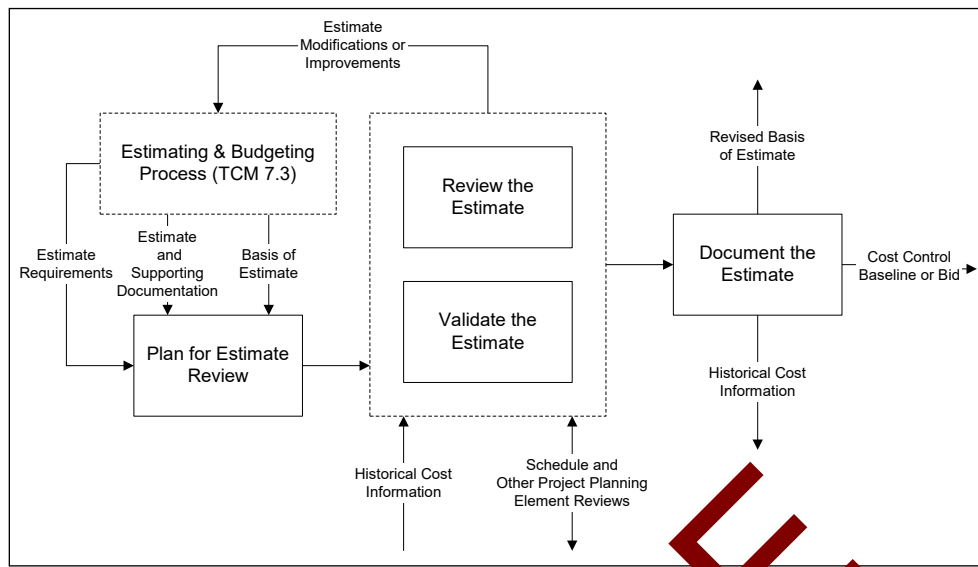 Estimate
Modifications or
Improvements
Estimating & Budgeting
Process (TCM 7.3)
Estimate
Requirements
Estimate
and
Supporting
Documentation
Basis of
Estimate
Plan for Estimate
Review
Review the
Estimate
Validate the
Estimate
Historical Cost
Information
Schedule and
Other Project Planning
Element Reviews
Revised Basis
of Estimate
Document the
Estimate
Cost Control
Baseline or Bid
Historical Cost
Information